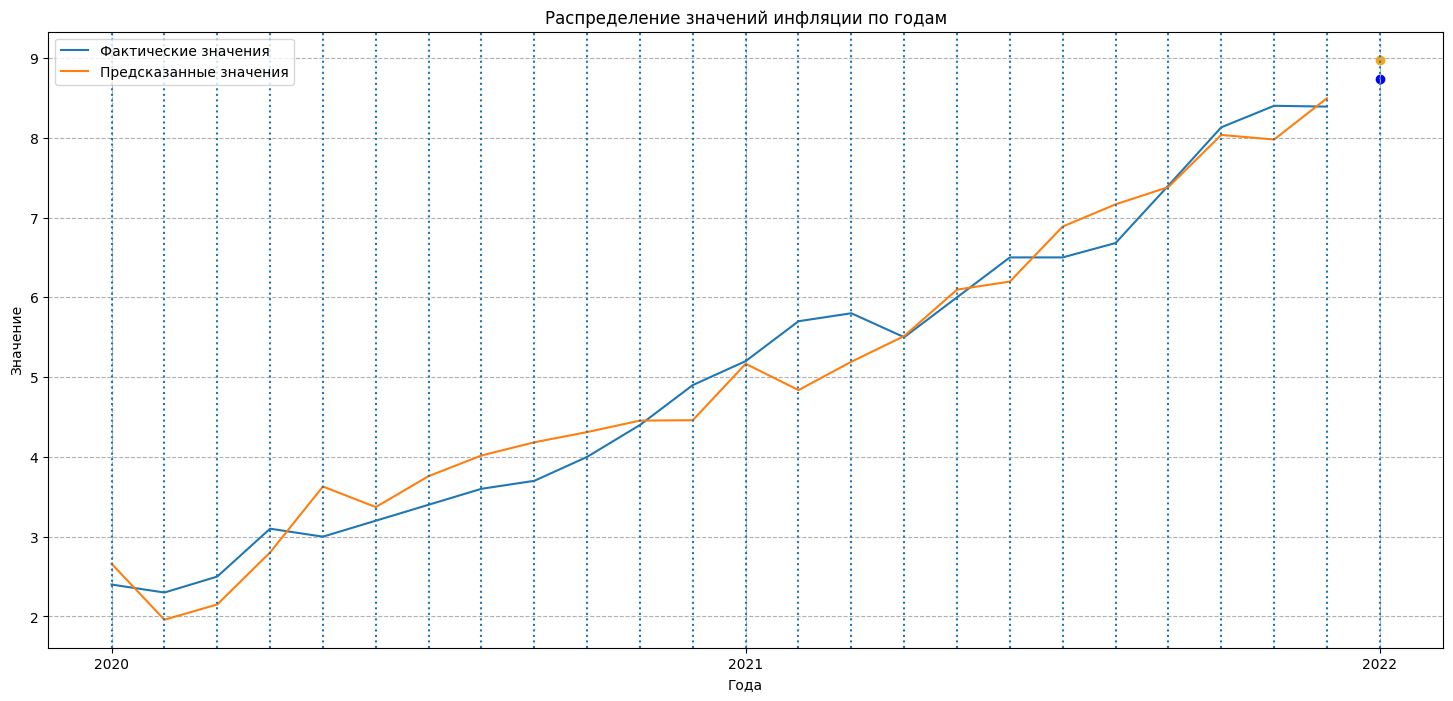 Распределение значений инфляции по годам
Фактические значения
Предсказанные значения
9
8
7
6
5
4
3
2
Значение
2020 2021 2022
Года